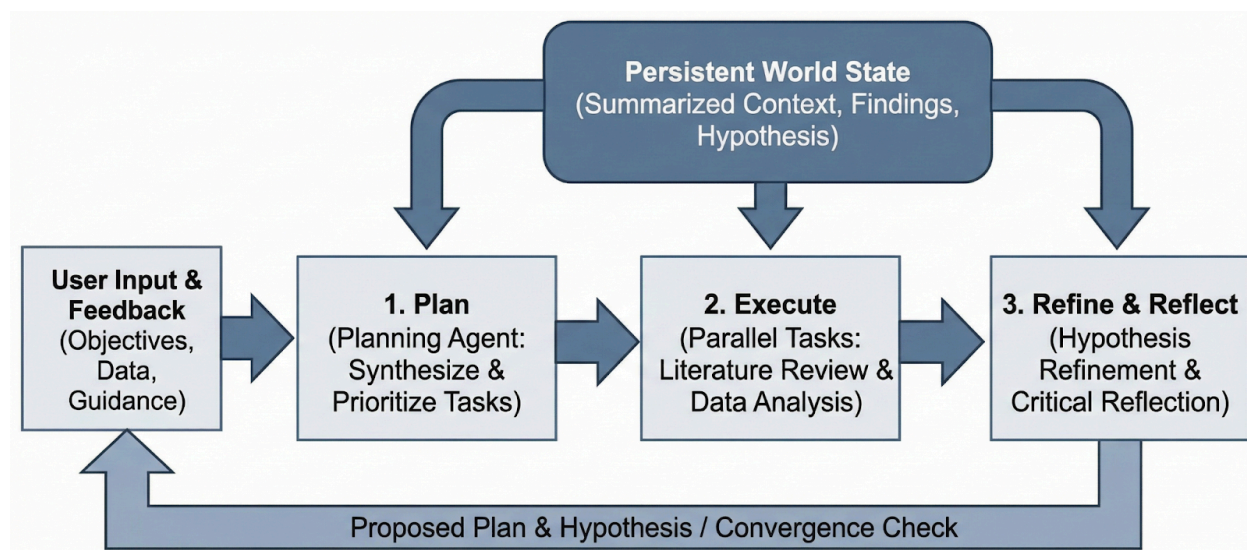 Persistent World State
(Summarized Context, Findings,
Hypothesis)
User Input &
Feedback
(Objectives,
Data,
Guidance)
1. Plan
(Planning Agent:
Synthesize &
Prioritize Tasks)
2. Execute
(Parallel Tasks:
Literature Review &
Data Analysis)
3. Refine & Reflect
(Hypothesis
Refinement &
Critical Reflection)
Proposed Plan & Hypothesis / Convergence Check